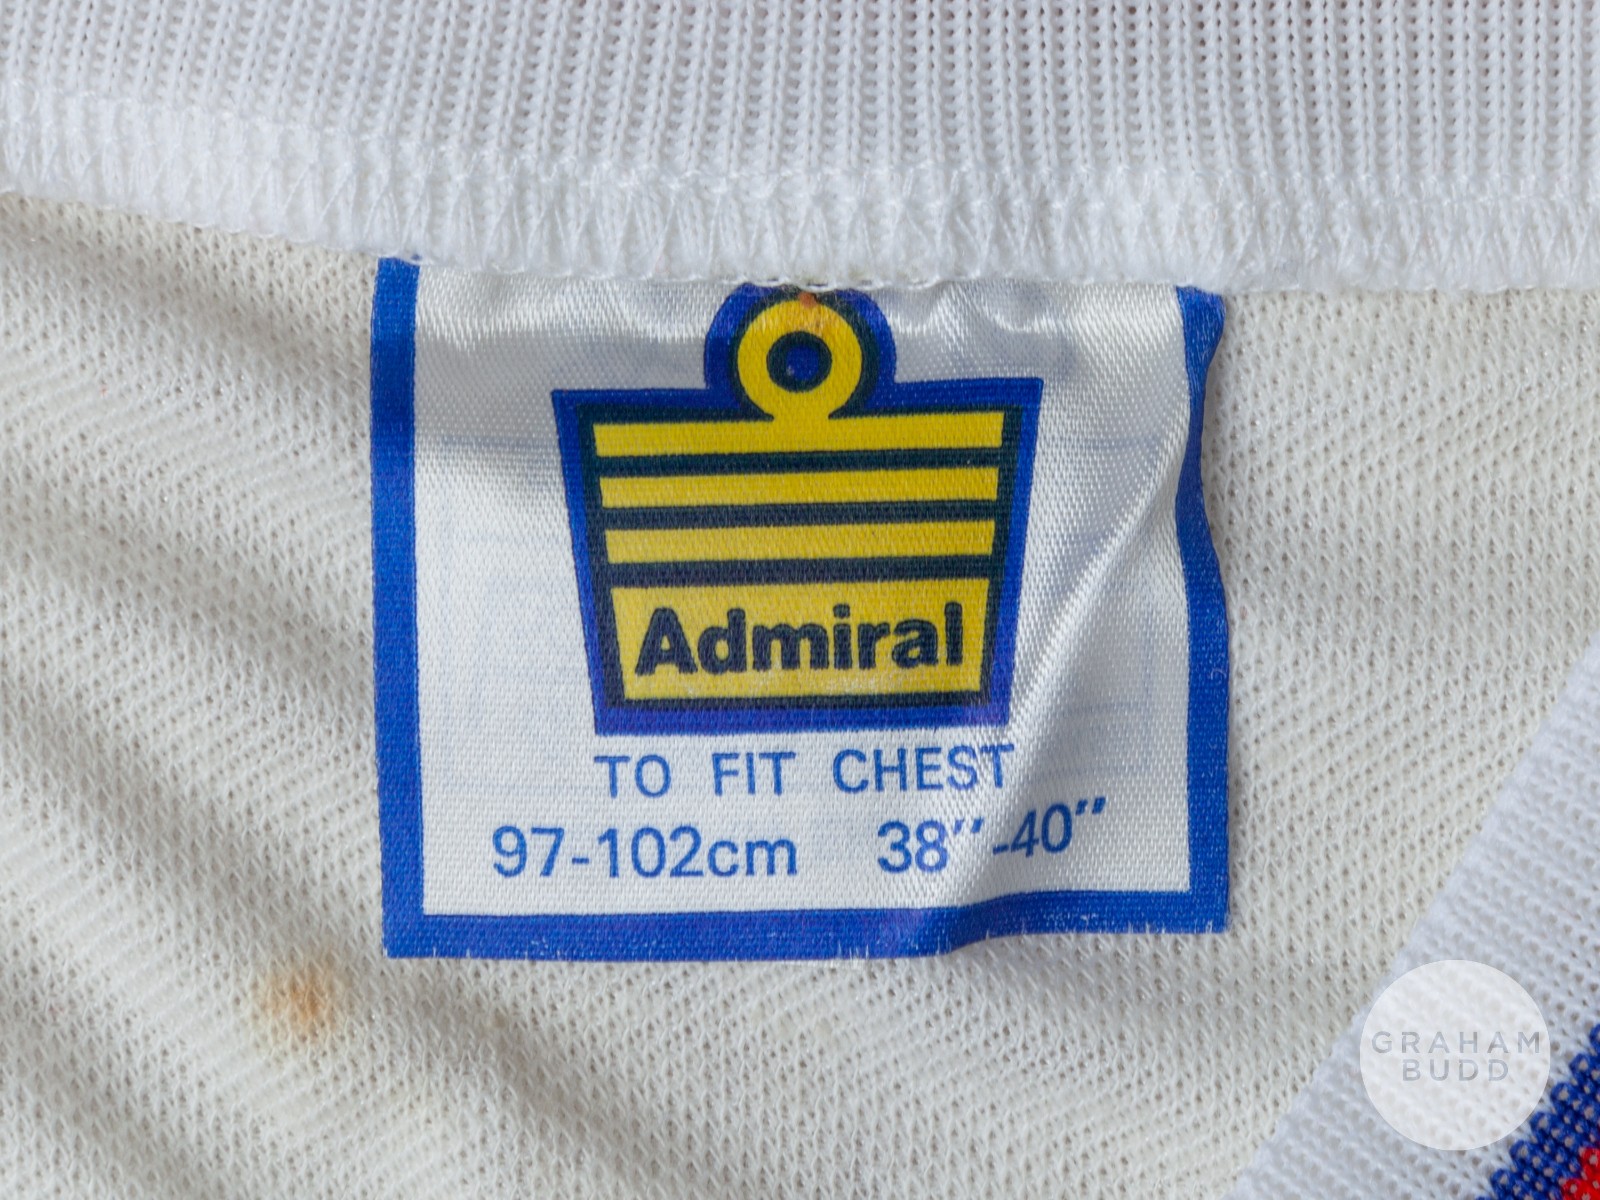 Admiral
TO FIT CHEST
97-102cm 38"-40"
GRAHAM
BUDD